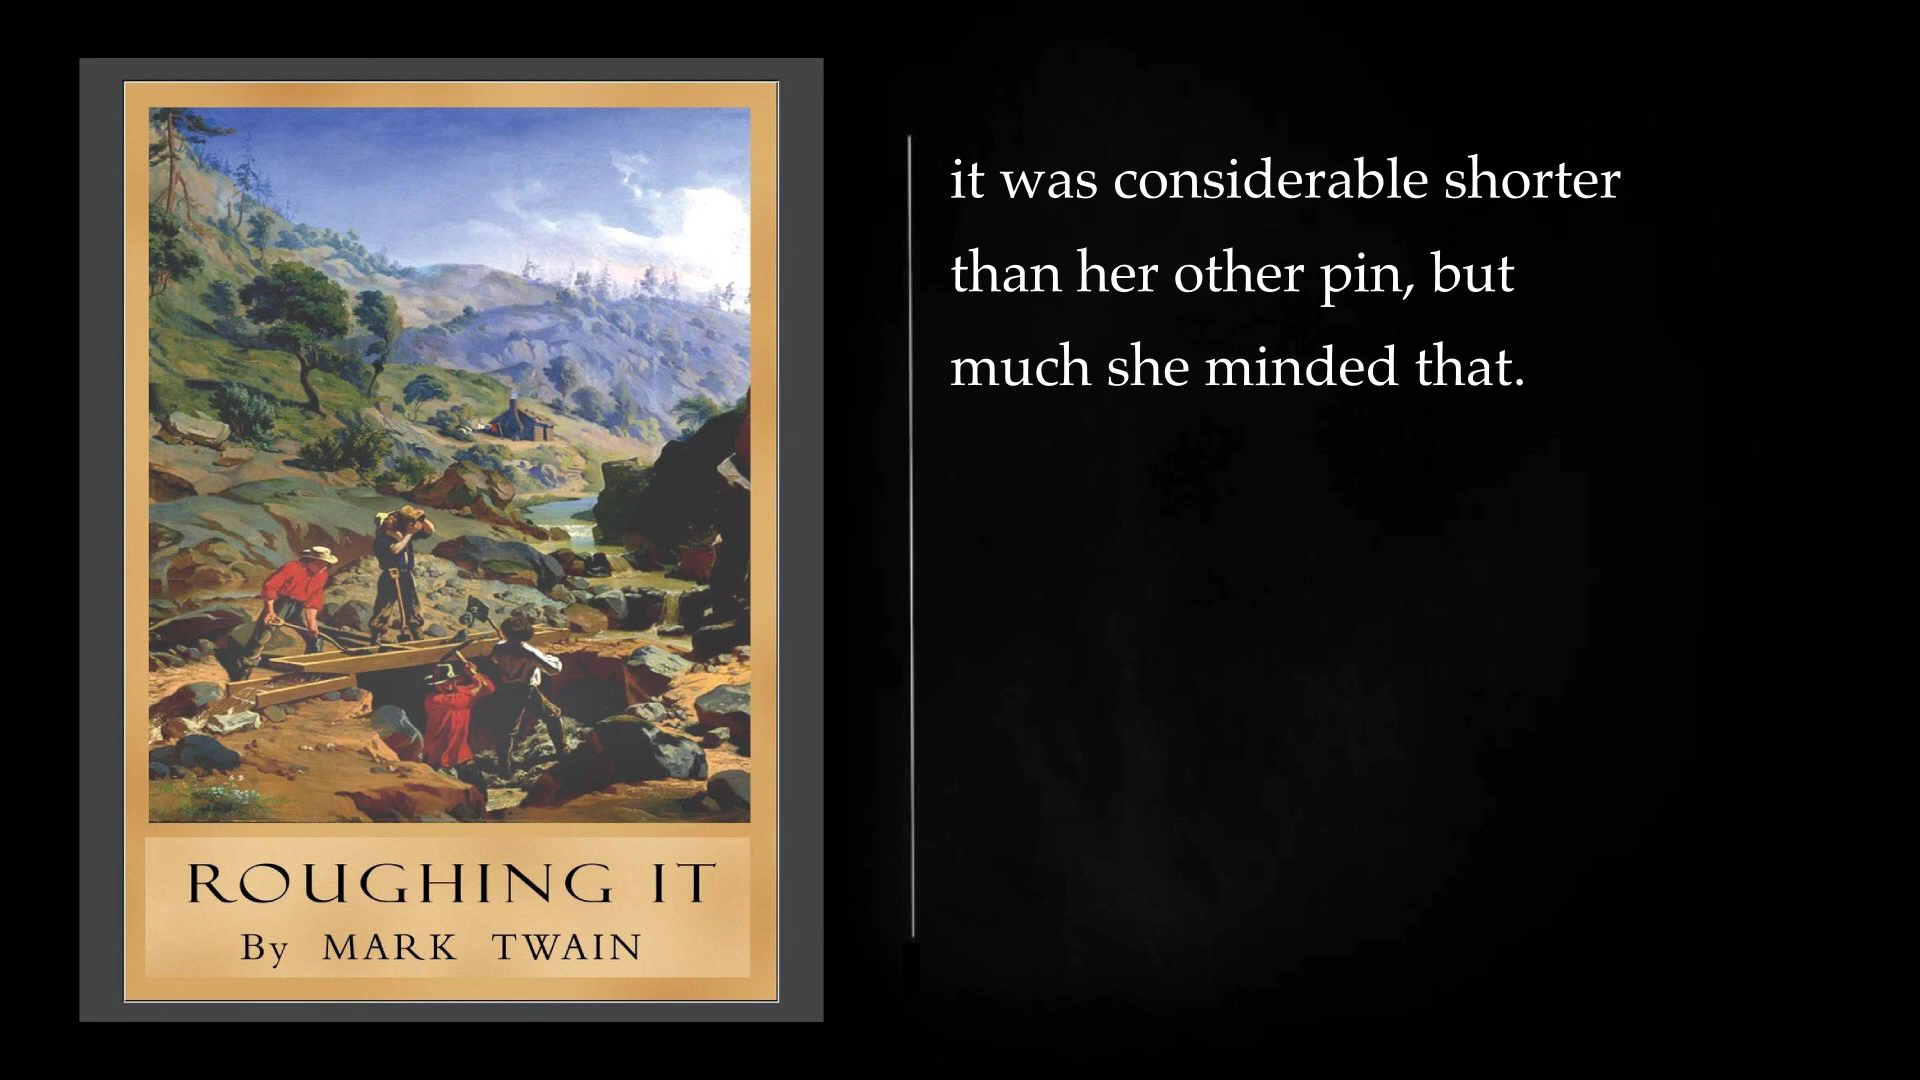 ROUGHING IT
By MARK TWAIN
it was considerable shorter
than her other pin, but
much she minded that.